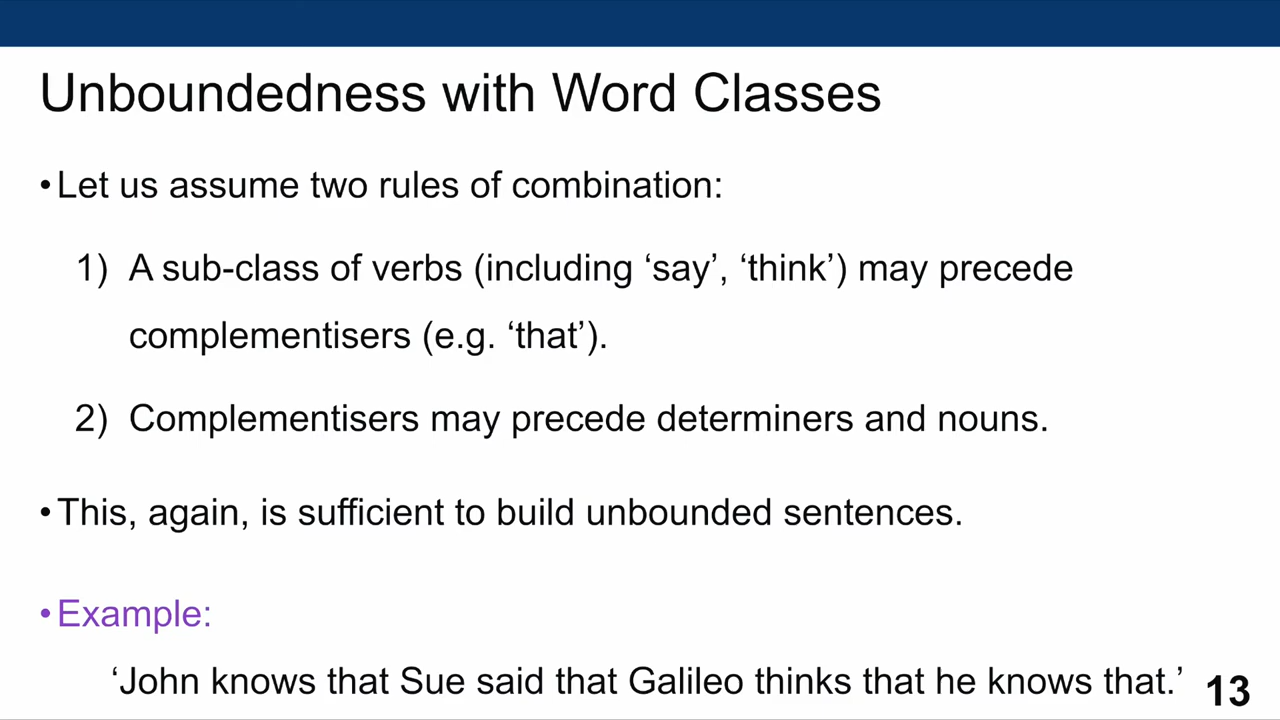 Unboundedness with Word Classes
•Let us assume two rules of combination:
1) A sub-class of verbs (including ‘say’, ‘think’) may precede
complementisers (e.g. ‘that’).
2) Complementisers may precede determiners and nouns.
•This, again, is sufficient to build unbounded sentences.
•Example:
‘John knows that Sue said that Galileo thinks that he knows that.’
13